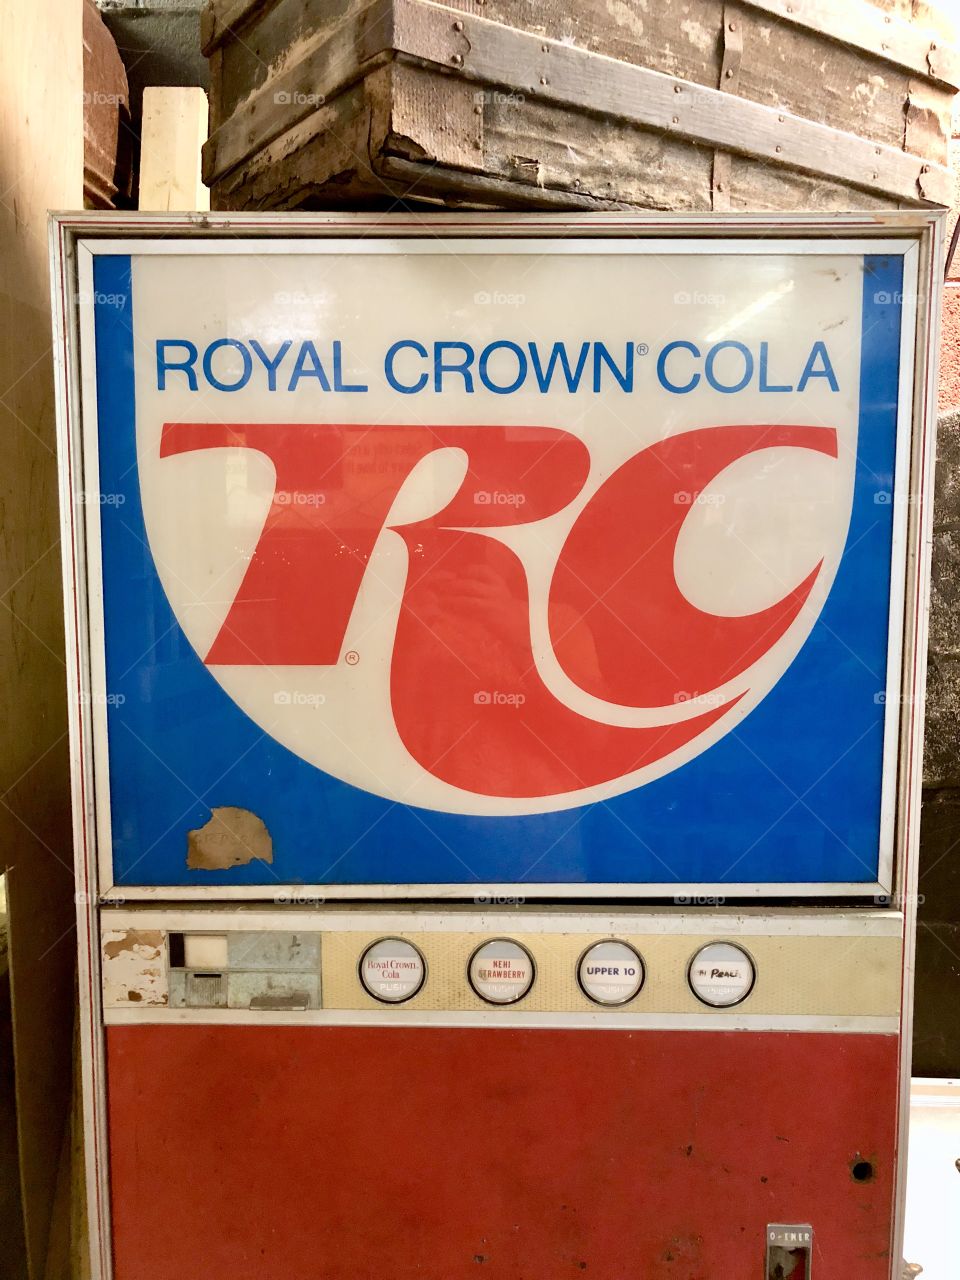 ROYAL CROWN® COLA
RC®
Royal Crown
Cola
PUSH
NEHI
STRAWBERRY
PUSH
UPPER 10
PUSH
PUSH